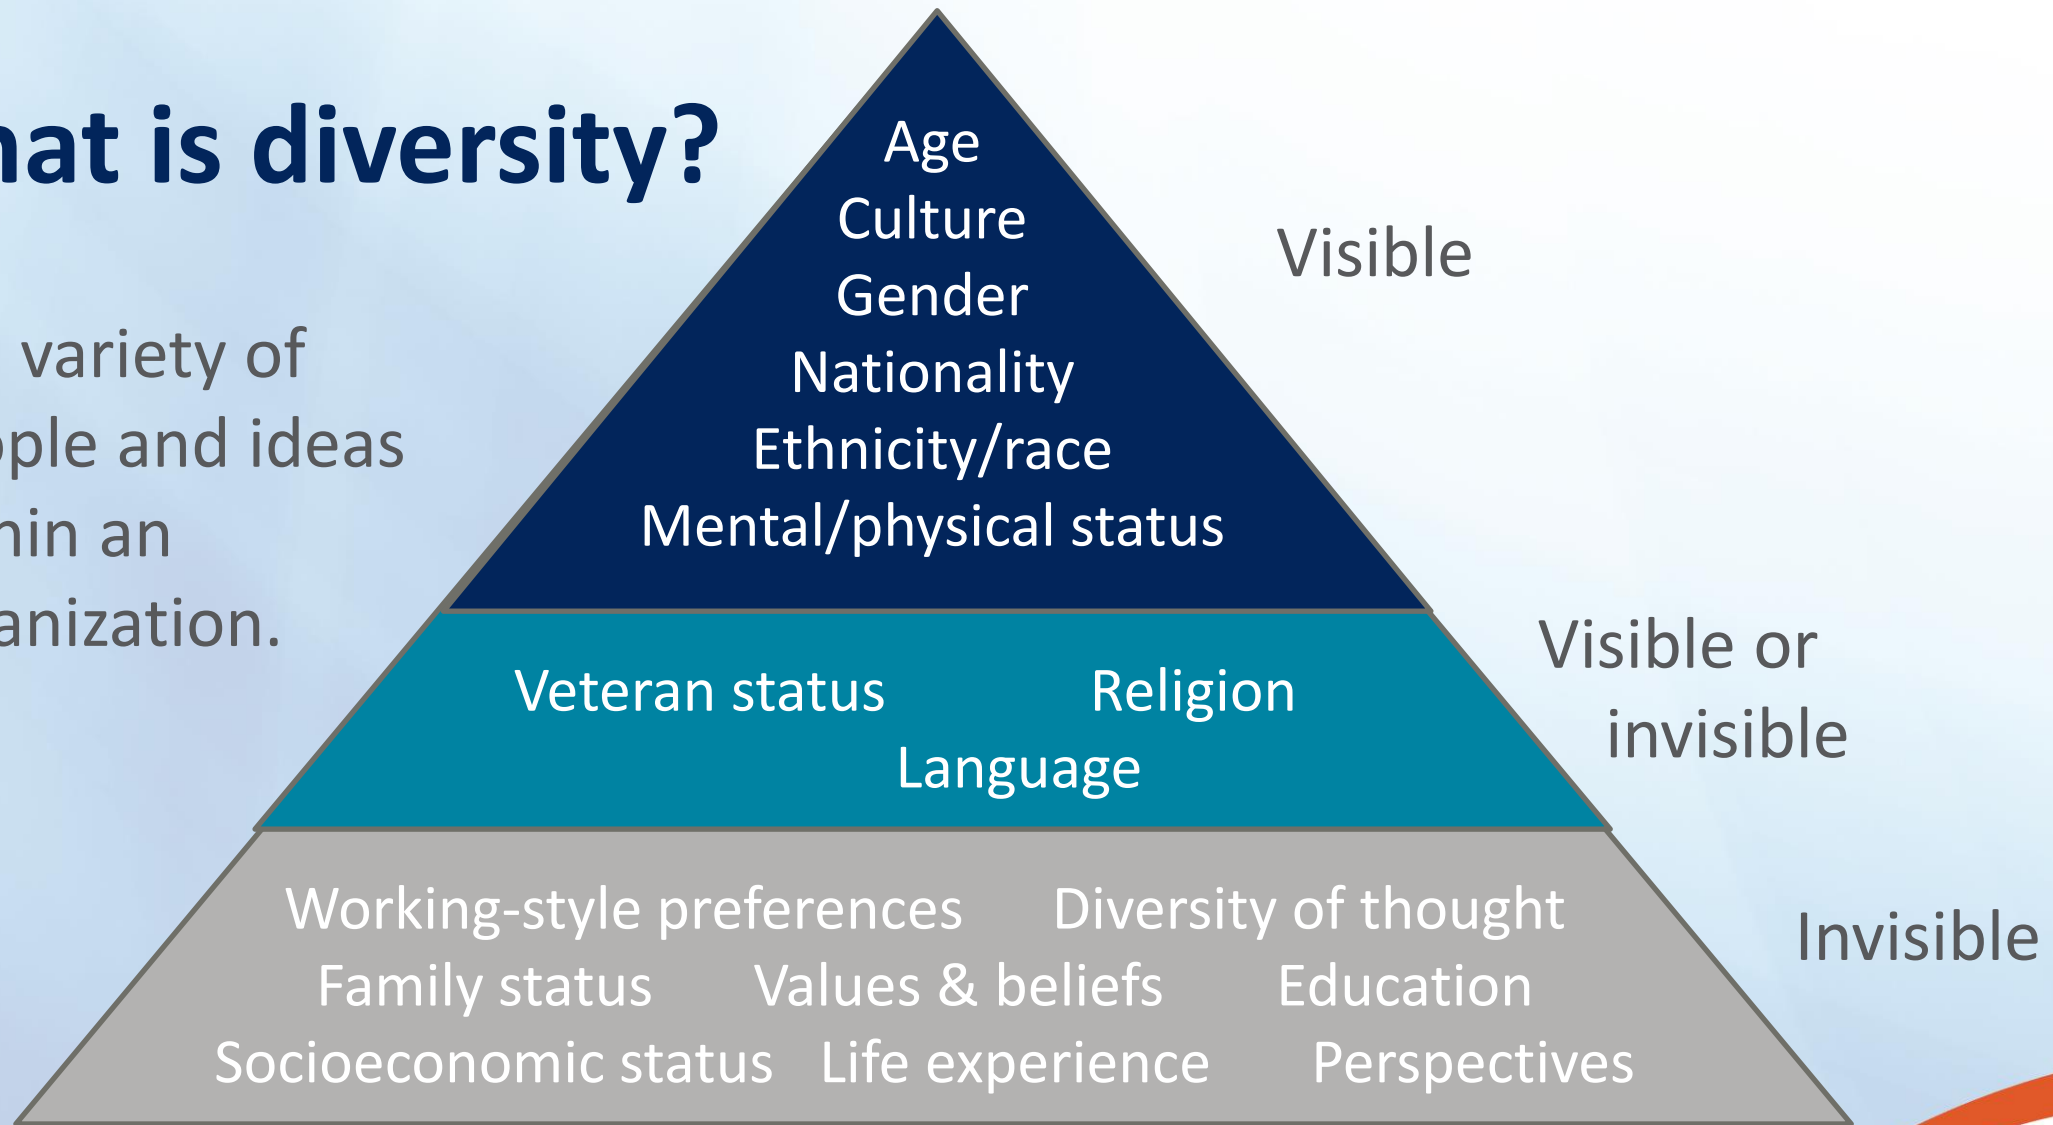 hat is diversity?
variety of
ople and ideas
hin an
anization.
Age
Culture
Gender
Nationality
Ethnicity/race
Mental/physical status
Visible
Veteran status Religion
Language
Visible or
invisible
Working-style preferences Diversity of thought
Family status Values & beliefs Education
Socioeconomic status Life experience Perspectives
Invisible